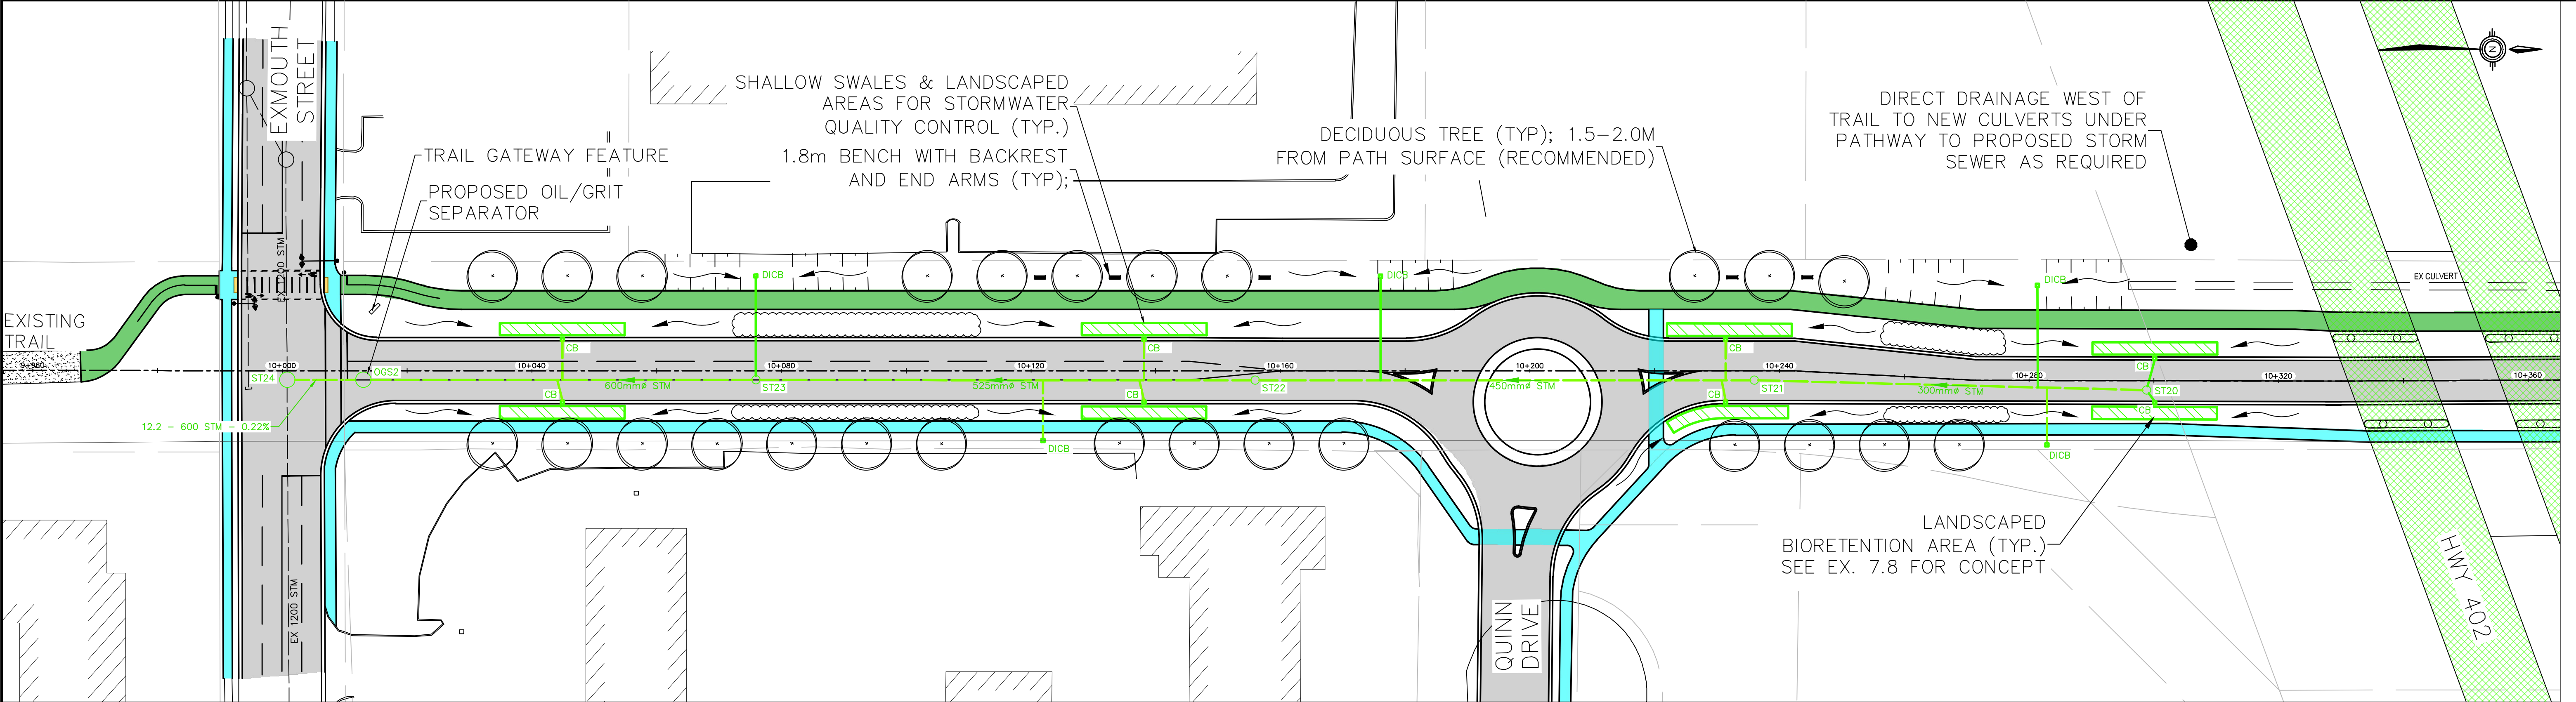 EXMOUTH
STREET
SHALLOW SWALES & LANDSCAPED
AREAS FOR STORMWATER
QUALITY CONTROL (TYP.)
1.8m BENCH WITH BACKREST
AND END ARMS (TYP);
TRAIL GATEWAY FEATURE
PROPOSED OIL/GRIT
SEPARATOR
DECIDUOUS TREE (TYP); 1.5-2.0M
FROM PATH SURFACE (RECOMMENDED)
DIRECT DRAINAGE WEST OF
TRAIL TO NEW CULVERTS UNDER
PATHWAY TO PROPOSED STORM
SEWER AS REQUIRED
N
EX 1200 STM
DICB
DICB
DICB
EX CULVERT
EXISTING
TRAIL
CB
CB
CB
CB
9+960
10+000
10+040
10+080
10+120
10+160
10+200
10+240
10+280
10+320
10+360
ST24
OGS2
600mmø STM
ST23
525mmø STM
ST22
450mmø STM
ST21
300mmø STM
ST20
CB
CB
CB
CB
12.2 - 600 STM - 0.22%
DICB
DICB
LANDSCAPED
BIORETENTION AREA (TYP.)
SEE EX. 7.8 FOR CONCEPT
EX 1200 STM
QUINN
DRIVE
HWY 402